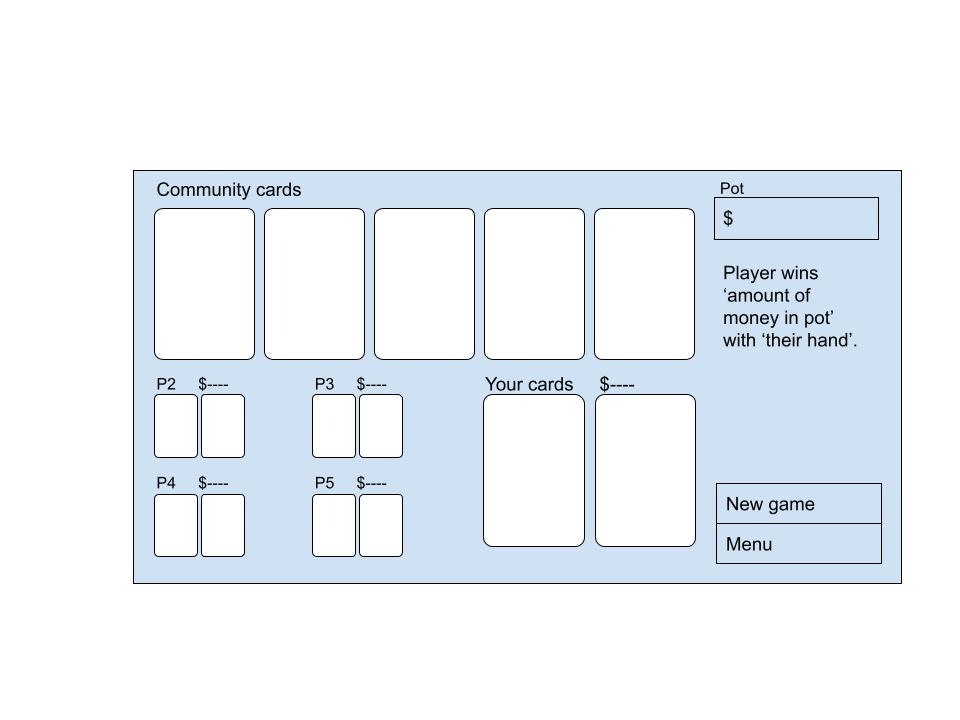 Community cards
Pot
$
Player wins
‘amount of
money in pot’
with ‘their hand’.
P2 $----
P3 $----
Your cards $----
P4 $----
P5 $----
New game
Menu